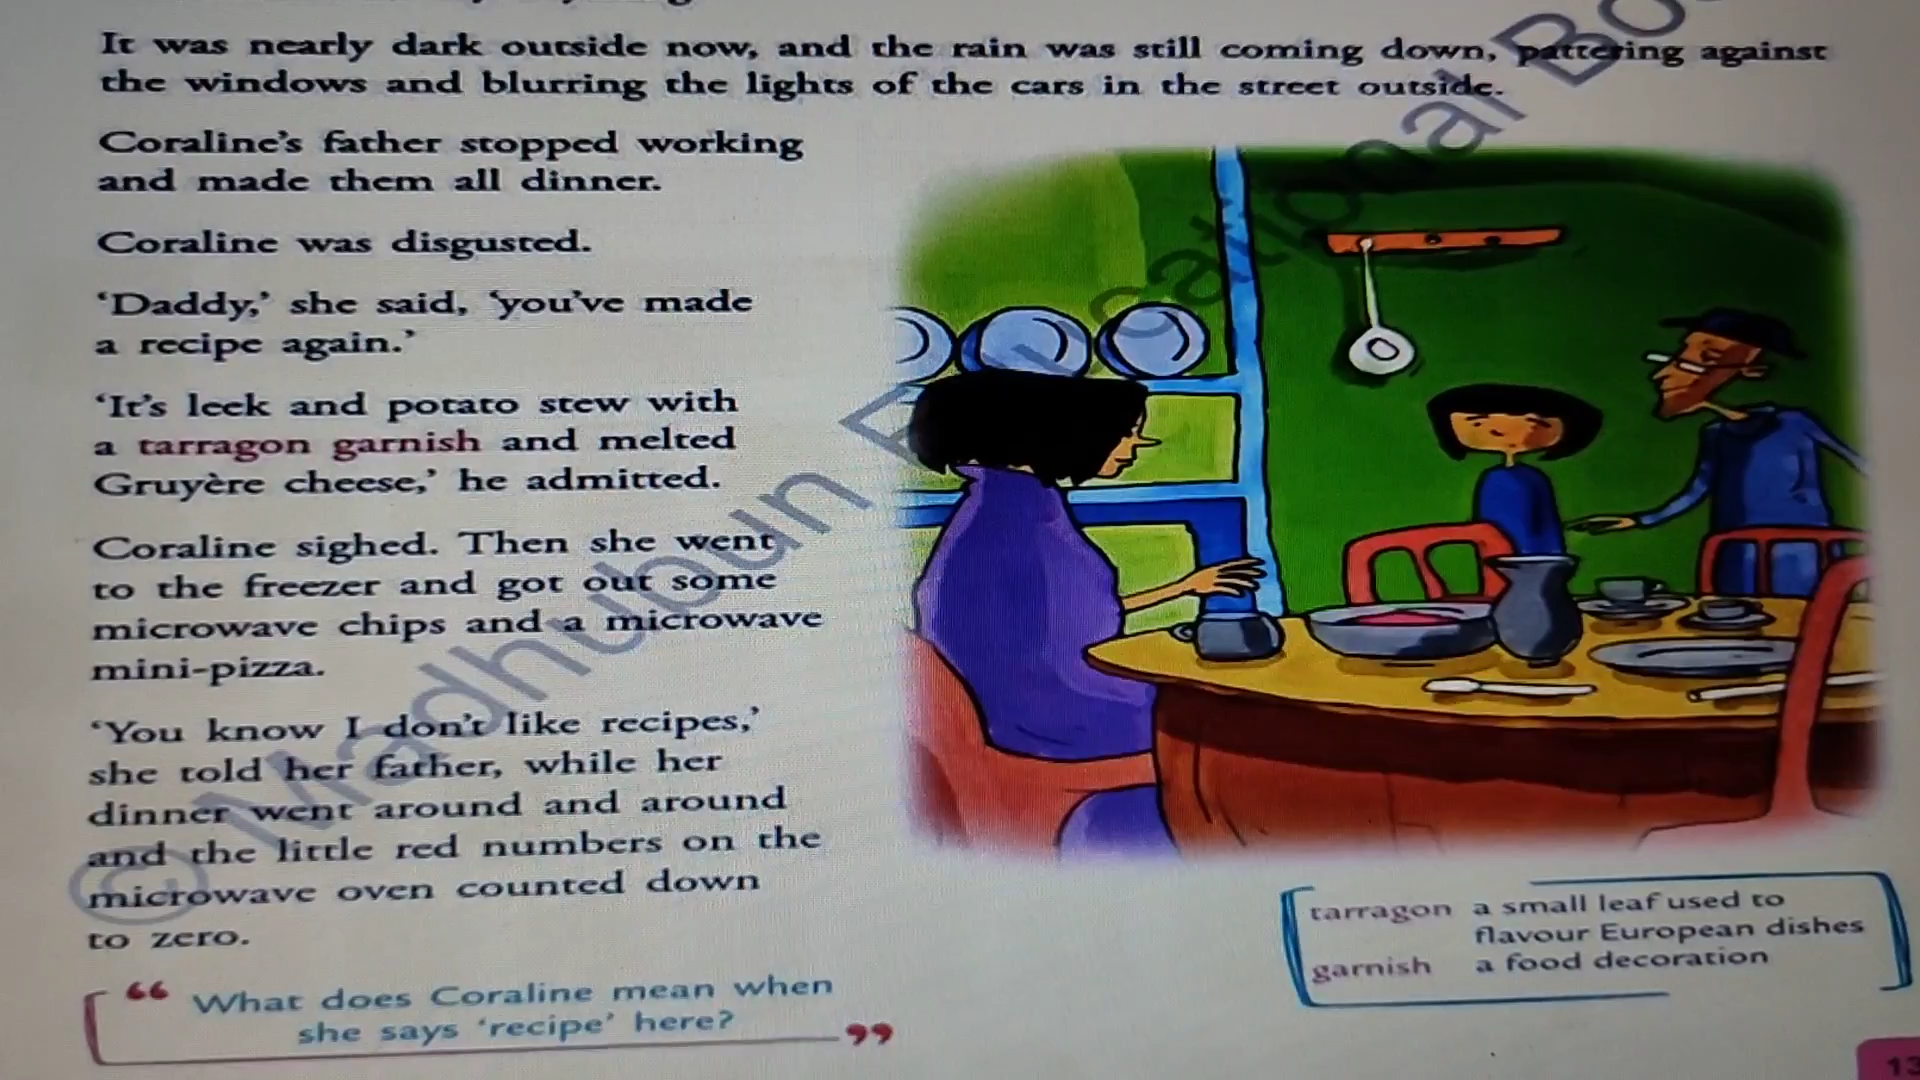 It was nearly dark outside now, and the rain was still coming down, pattering against
the windows and blurring the lights of the cars in the street outside.
Coraline's father stopped working
and made them all dinner.
Coraline was disgusted.
‘Daddy,’ she said, ‘you've made
a recipe again.’
‘It's leek and potato stew with
a tarragon garnish and melted
Gruyère cheese,’ he admitted.
Coraline sighed. Then she went
to the freezer and got out some
microwave chips and a microwave
mini-pizza.
‘You know I don't like recipes,’
she told her father, while her
dinner went around and around
and the little red numbers on the
microwave oven counted down
to zero.
“ What does Coraline mean when
she says ‘recipe’ here? ”
tarragon a small leaf used to
flavour European dishes
garnish a food decoration
© Madhubun Educational